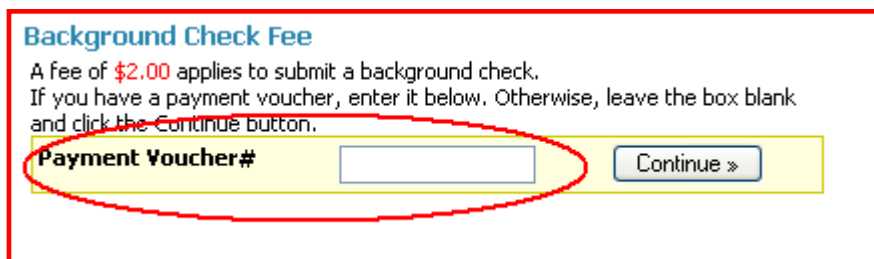 Background Check Fee
A fee of $2.00 applies to submit a background check.
If you have a payment voucher, enter it below. Otherwise, leave the box blank
and click the Continue button.
Payment Voucher# Continue »